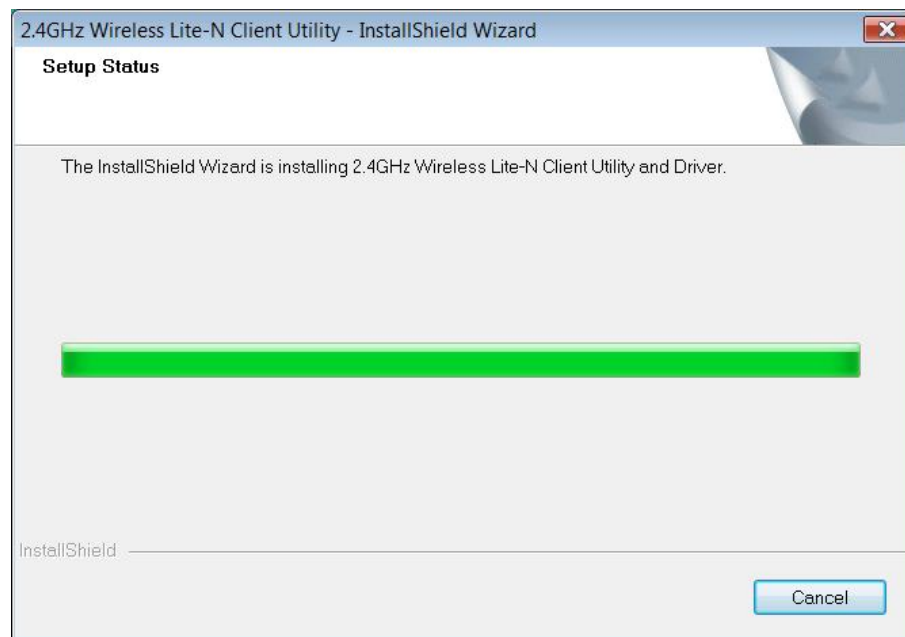 2.4GHz Wireless Lite-N Client Utility - InstallShield Wizard
Setup Status
The InstallShield Wizard is installing 2.4GHz Wireless Lite-N Client Utility and Driver.
InstallShield
Cancel